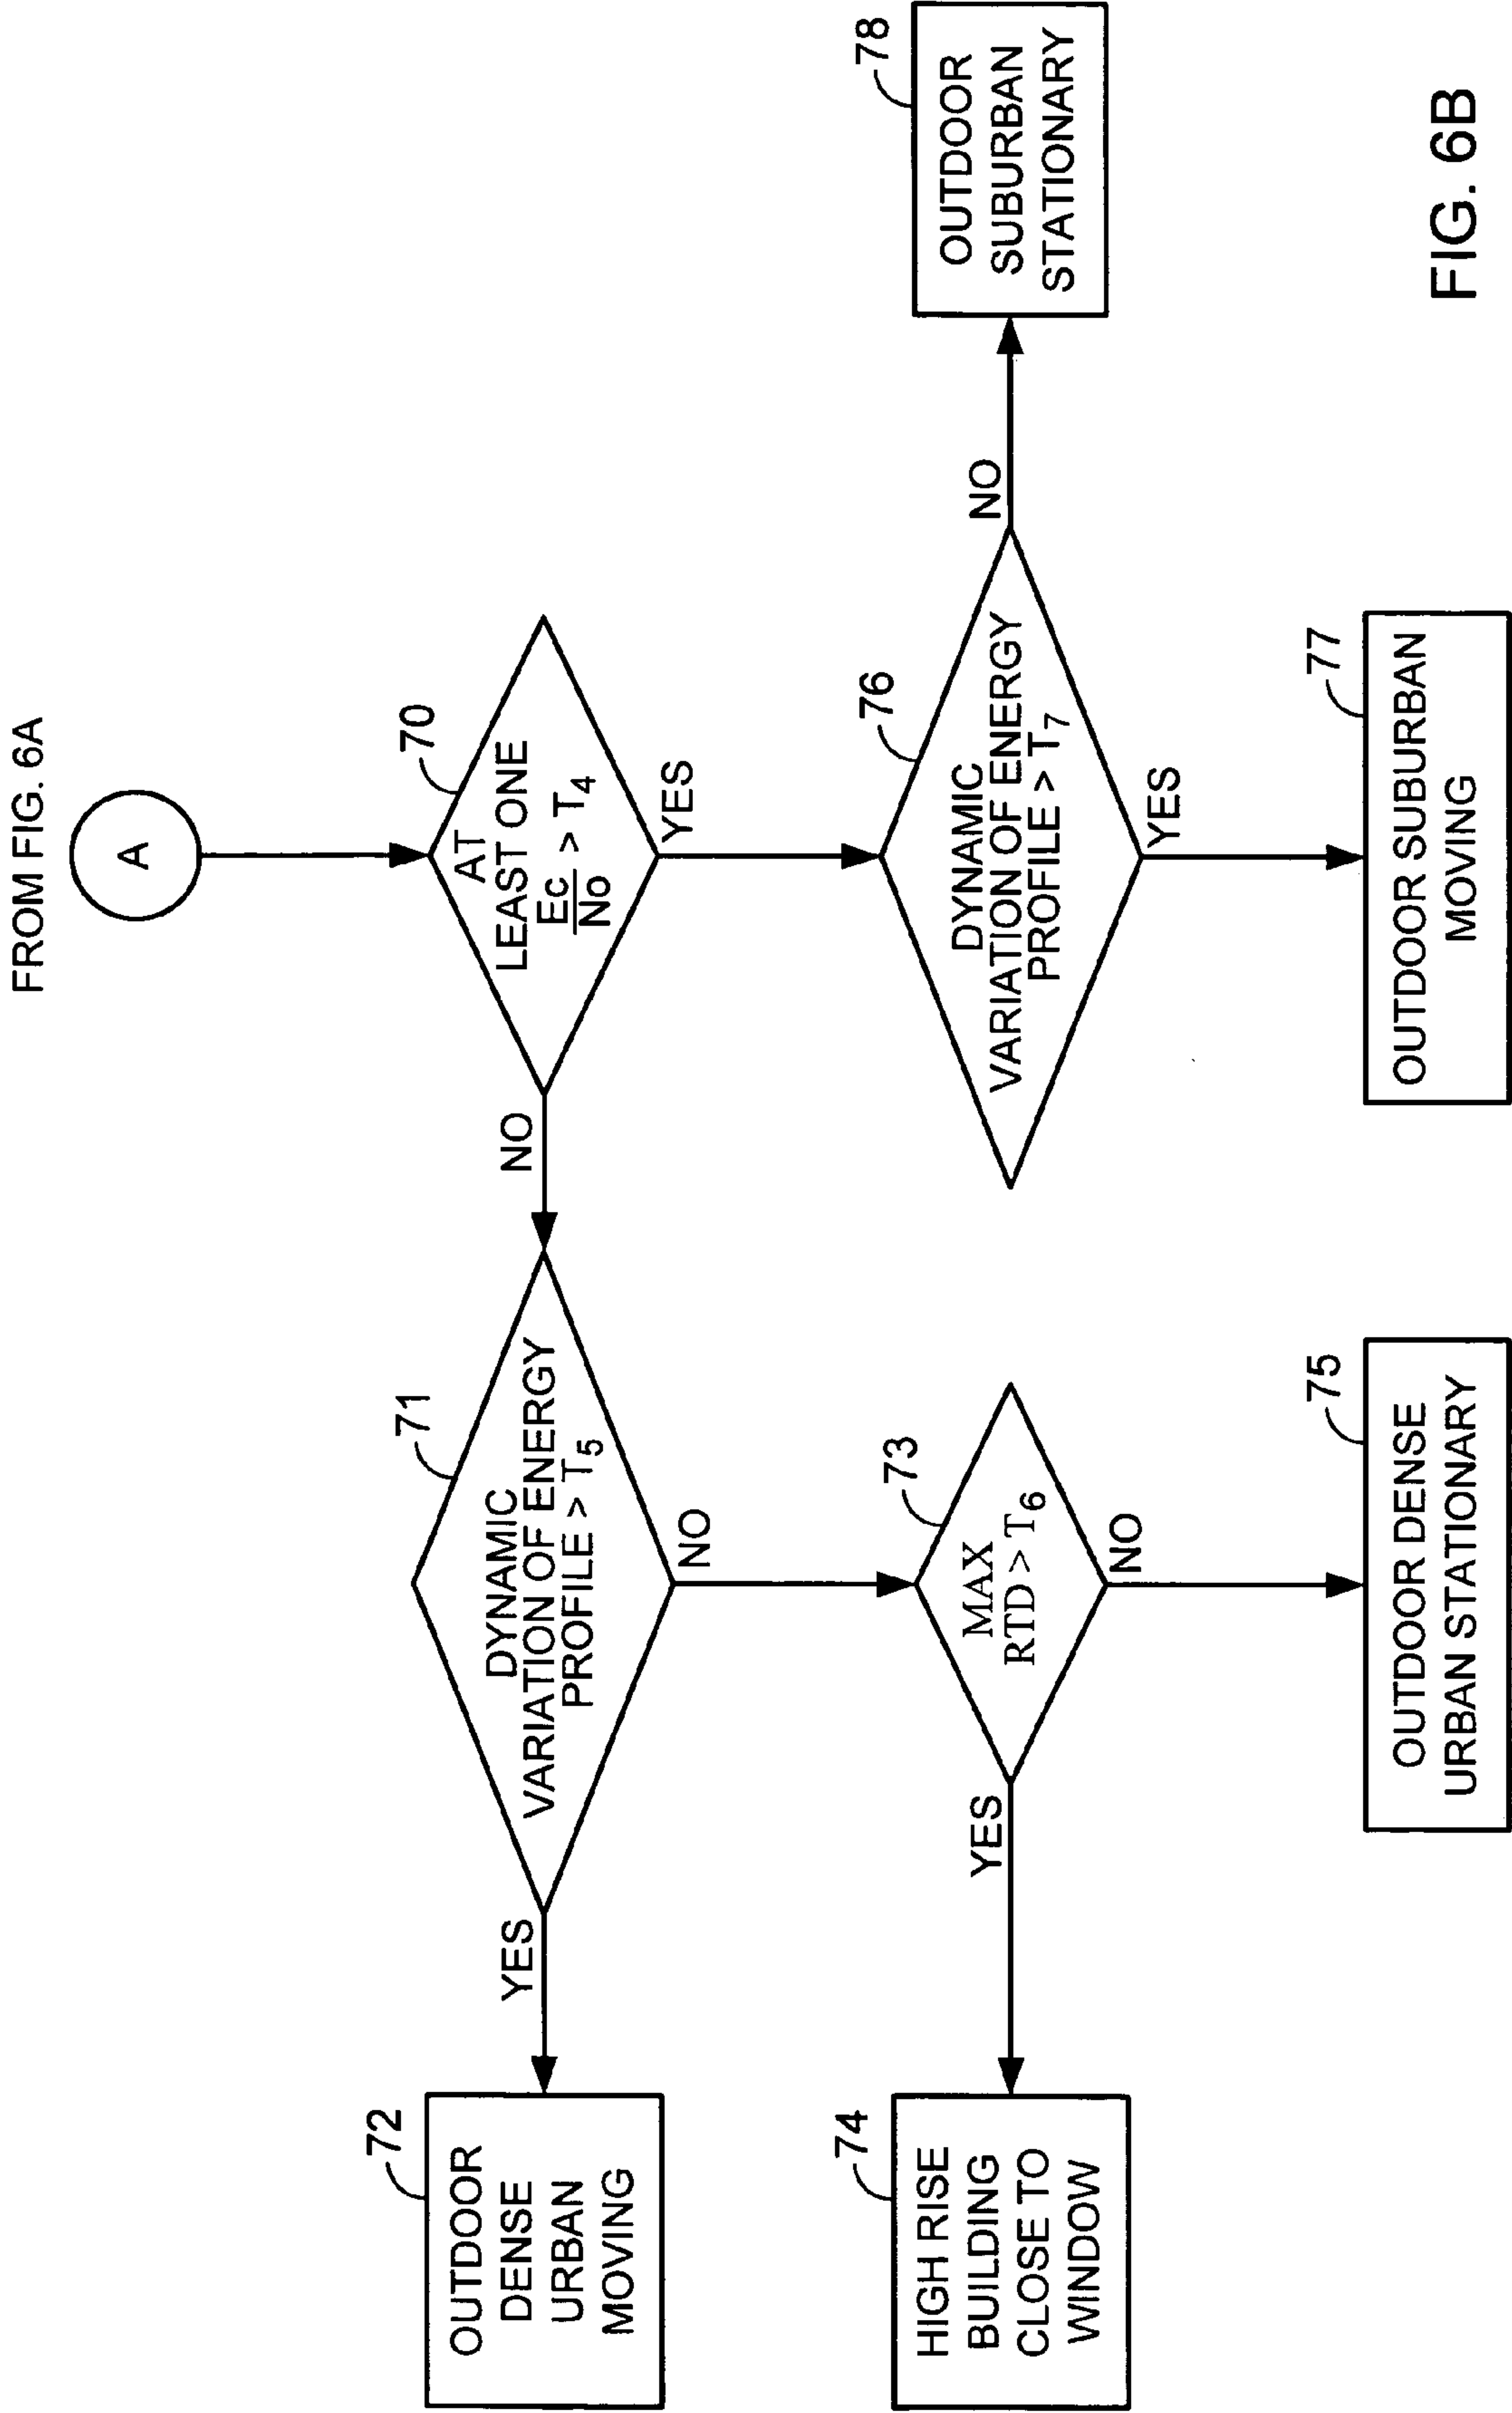 FROM FIG. 6A
A
70
AT
LEAST ONE
Ec
No
> T4
NO
YES
71
DYNAMIC
VARIATION OF ENERGY
PROFILE > T5
YES
NO
72
OUTDOOR
DENSE
URBAN
MOVING
73
MAX
RTD > T6
YES
NO
74
HIGH RISE
BUILDING
CLOSE TO
WINDOW
75
OUTDOOR DENSE
URBAN STATIONARY
76
DYNAMIC
VARIATION OF ENERGY
PROFILE > T7
NO
YES
77
OUTDOOR SUBURBAN
MOVING
78
OUTDOOR
SUBURBAN
STATIONARY
FIG. 6B